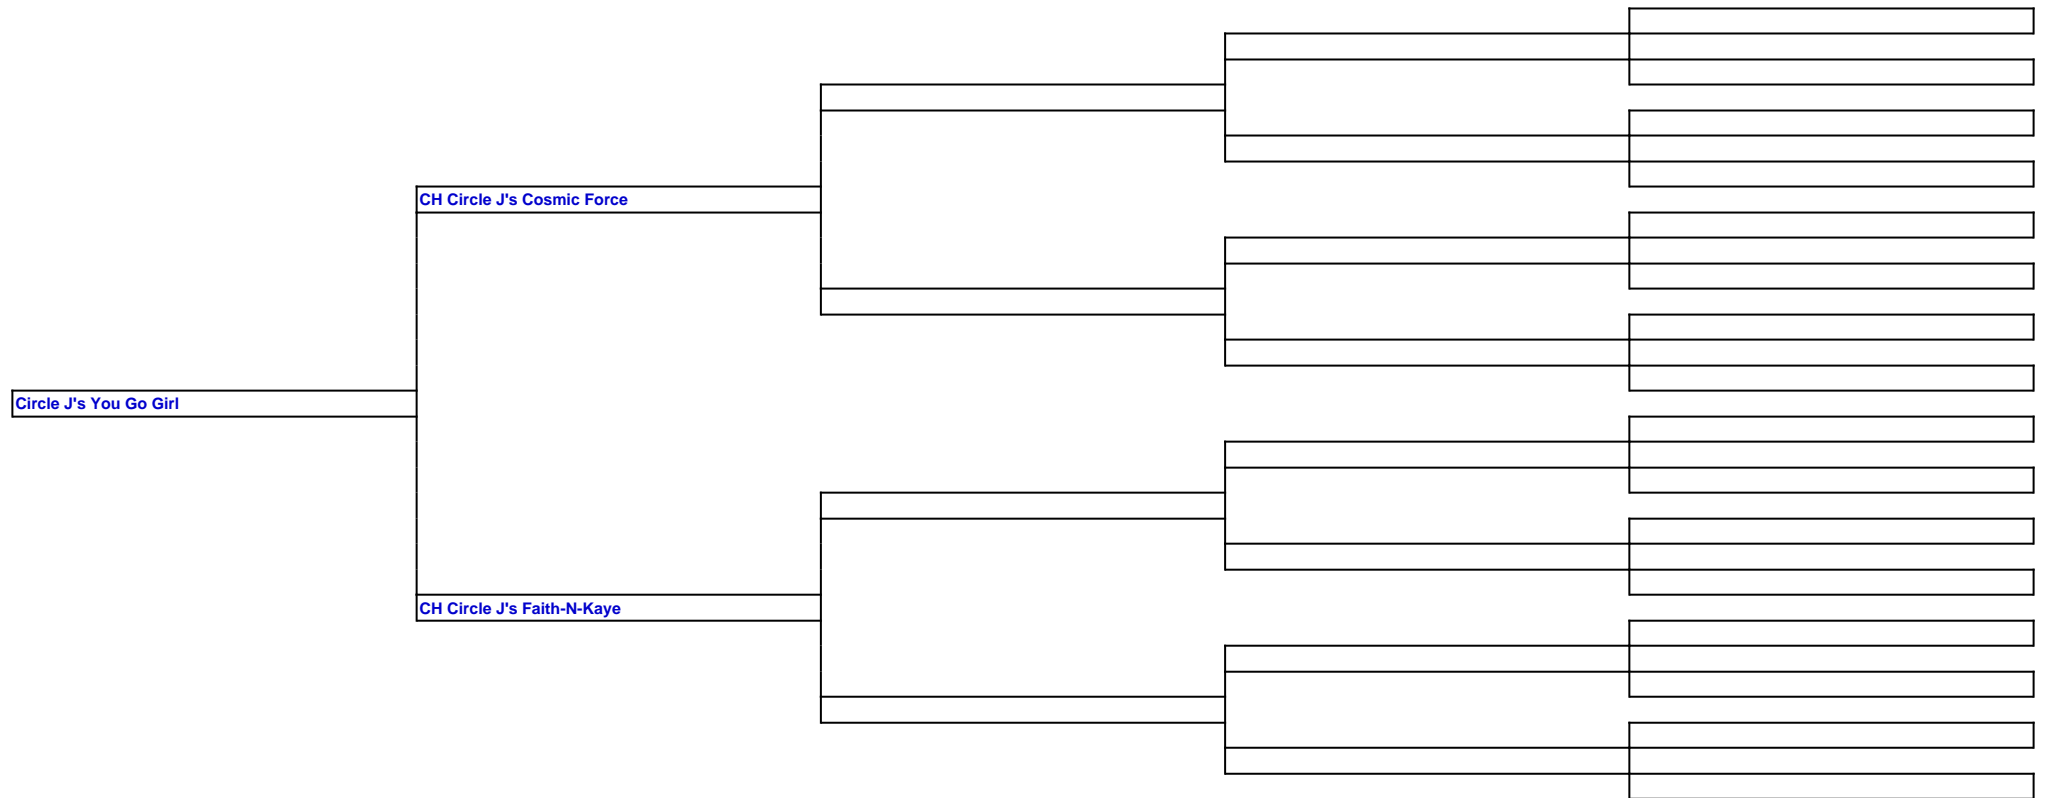 CH Circle J's Cosmic Force
Circle J's You Go Girl
CH Circle J's Faith-N-Kaye